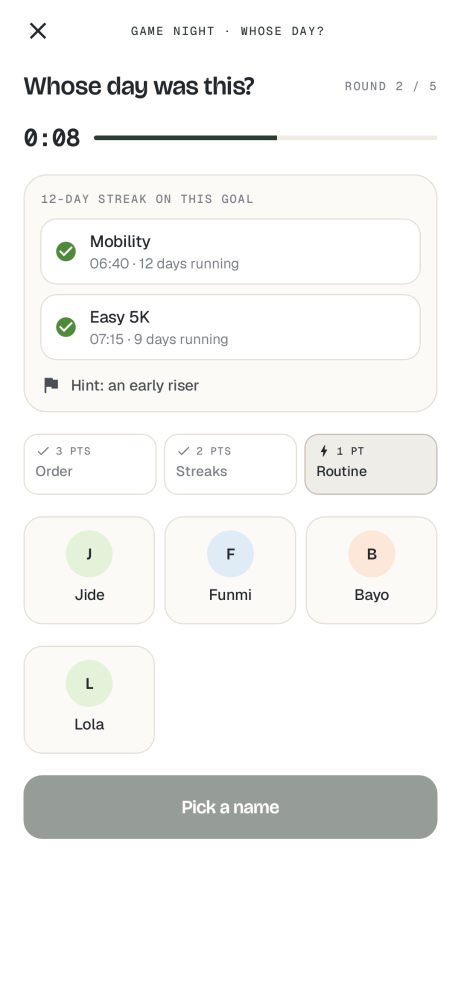 GAME NIGHT · WHOSE DAY?
Whose day was this?
ROUND 2 / 5
0:08
12-DAY STREAK ON THIS GOAL
Mobility
06:40 · 12 days running
Easy 5K
07:15 · 9 days running
Hint: an early riser
3 PTS
Order
2 PTS
Streaks
1 PT
Routine
J
Jide
F
Funmi
B
Bayo
L
Lola
Pick a name